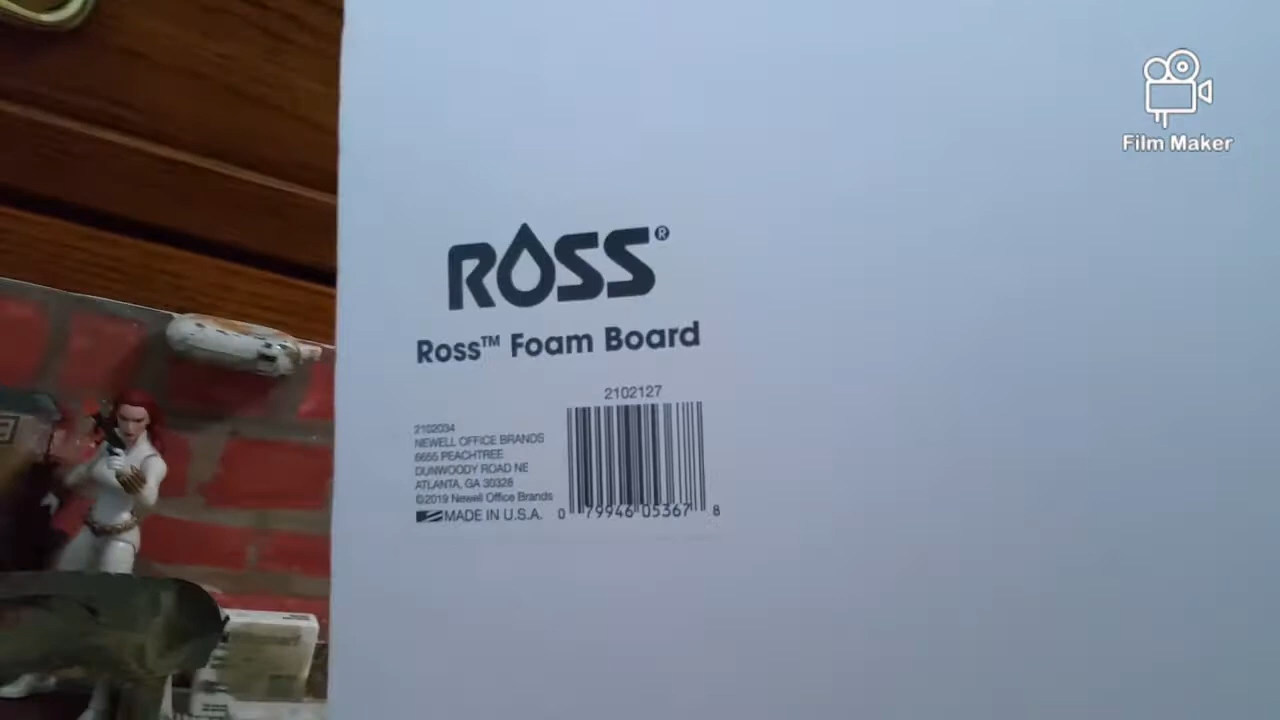 Film Maker
ROSS®
Ross™ Foam Board
2102127
2102034
NEWELL OFFICE BRANDS
6655 PEACHTREE
DUNWOODY ROAD NE
ATLANTA, GA 30328
©2019 Newell Office Brands
MADE IN U.S.A.
0 79946 05367 8